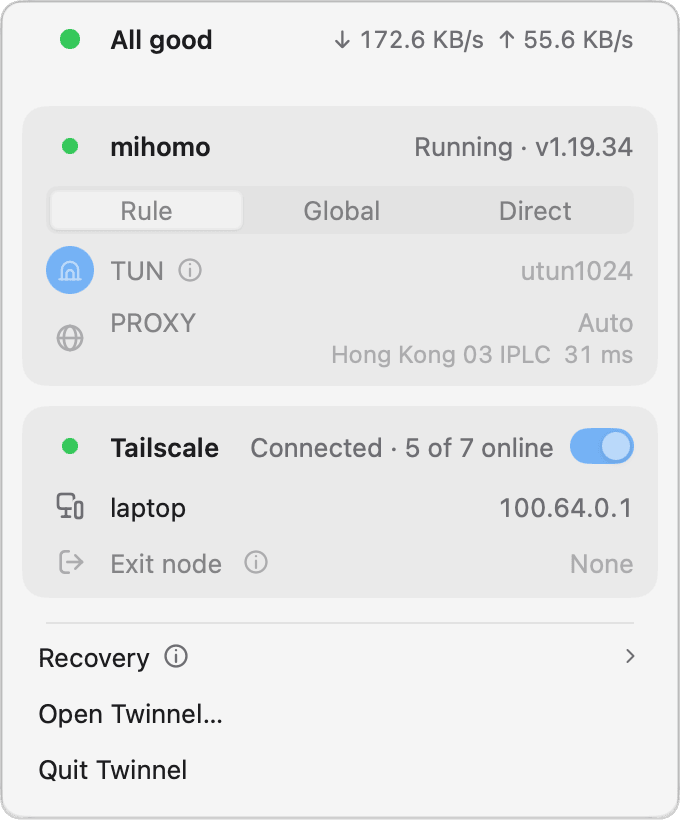 All good ↓ 172.6 KB/s ↑ 55.6 KB/s
mihomo Running · v1.19.34
Rule Global Direct
TUN utun1024
PROXY Auto
Hong Kong 03 IPLC 31 ms
Tailscale Connected · 5 of 7 online
laptop 100.64.0.1
Exit node None
Recovery
Open Twinnel...
Quit Twinnel